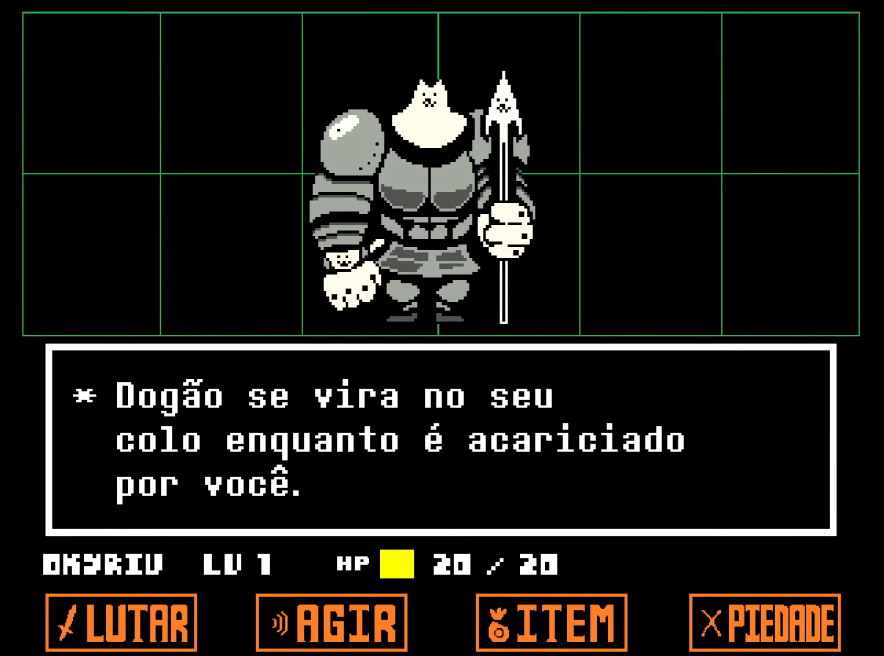 * Dogão se vira no seu
colo enquanto é acariciado
por você.
OKYRIU LV 1 HP 20 / 20
LUTAR AGIR ITEM PIEDADE